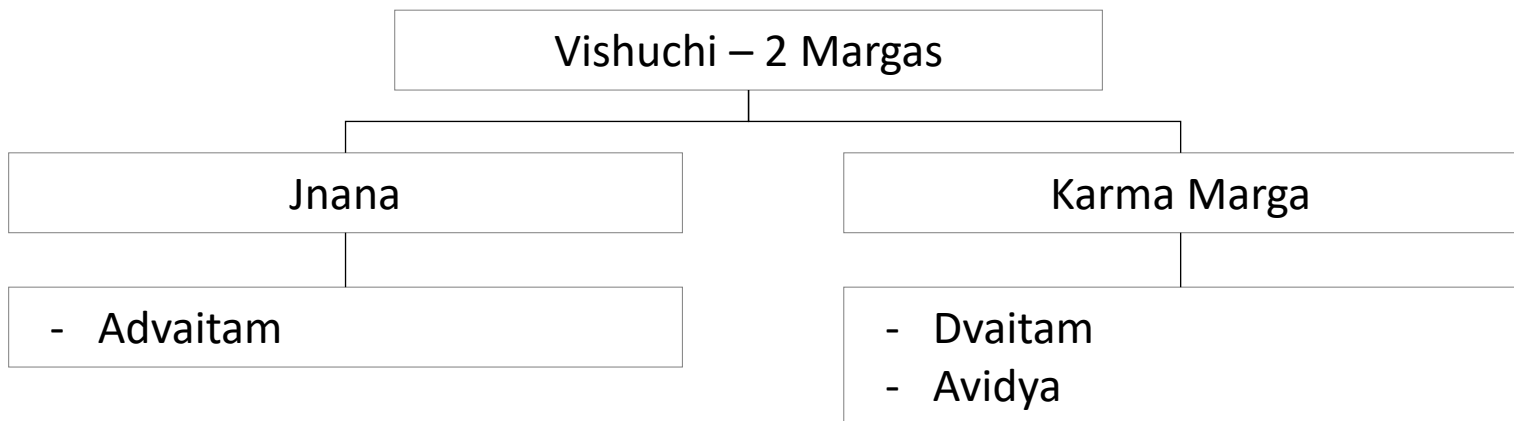 Vishuchi – 2 Margas
Jnana
Karma Marga
- Advaitam
- Dvaitam
- Avidya